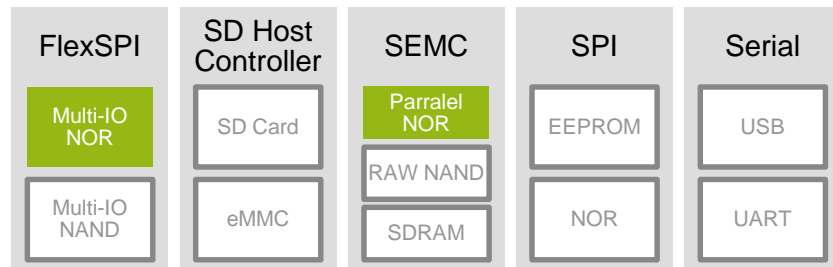 FlexSPI
Multi-IO
NOR
Multi-IO
NAND
SD Host
Controller
SD Card
eMMC
SEMC
Parralel
NOR
RAW NAND
SDRAM
SPI
EEPROM
NOR
Serial
USB
UART